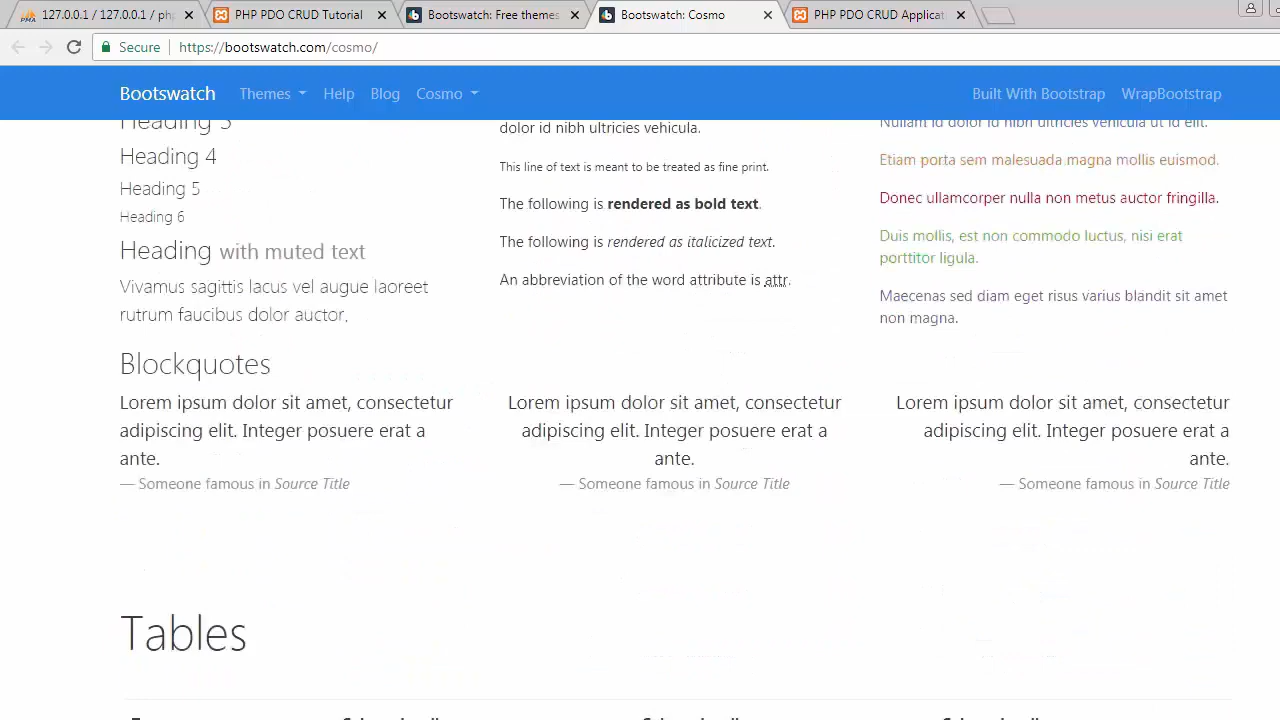 127.0.0.1 / 127.0.0.1 / php
PHP PDO CRUD Tutorial
Bootswatch: Free themes
Bootswatch: Cosmo
PHP PDO CRUD Applicat
Secure https://bootswatch.com/cosmo/
Bootswatch Themes Help Blog Cosmo Built With Bootstrap WrapBootstrap
Heading 3
Heading 4
Heading 5
Heading 6
Heading with muted text
Vivamus sagittis lacus vel augue laoreet
rutrum faucibus dolor auctor.
dolor id nibh ultricies vehicula.
This line of text is meant to be treated as fine print.
The following is rendered as bold text.
The following is rendered as italicized text.
An abbreviation of the word attribute is attr.
Nullam id dolor id nibh ultricies vehicula ut id elit.
Etiam porta sem malesuada magna mollis euismod.
Donec ullamcorper nulla non metus auctor fringilla.
Duis mollis, est non commodo luctus, nisi erat
porttitor ligula.
Maecenas sed diam eget risus varius blandit sit amet
non magna.
Blockquotes
Lorem ipsum dolor sit amet, consectetur
adipiscing elit. Integer posuere erat a
ante.
— Someone famous in Source Title
Lorem ipsum dolor sit amet, consectetur
adipiscing elit. Integer posuere erat a
ante.
— Someone famous in Source Title
Lorem ipsum dolor sit amet, consectetur
adipiscing elit. Integer posuere erat a
ante.
— Someone famous in Source Title
Tables